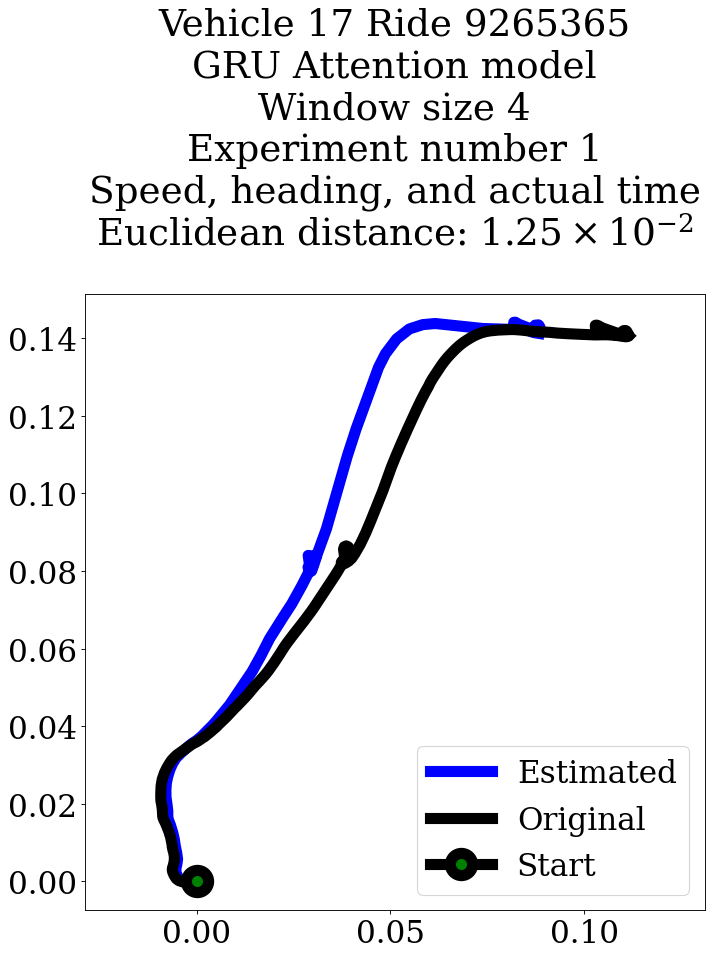 Vehicle 17 Ride 9265365
GRU Attention model
Window size 4
Experiment number 1
Speed, heading, and actual time
Euclidean distance: 1.25 × 10⁻²
0.14
0.12
0.10
0.08
0.06
0.04
0.02
0.00
Estimated
Original
Start
0.00 0.05 0.10